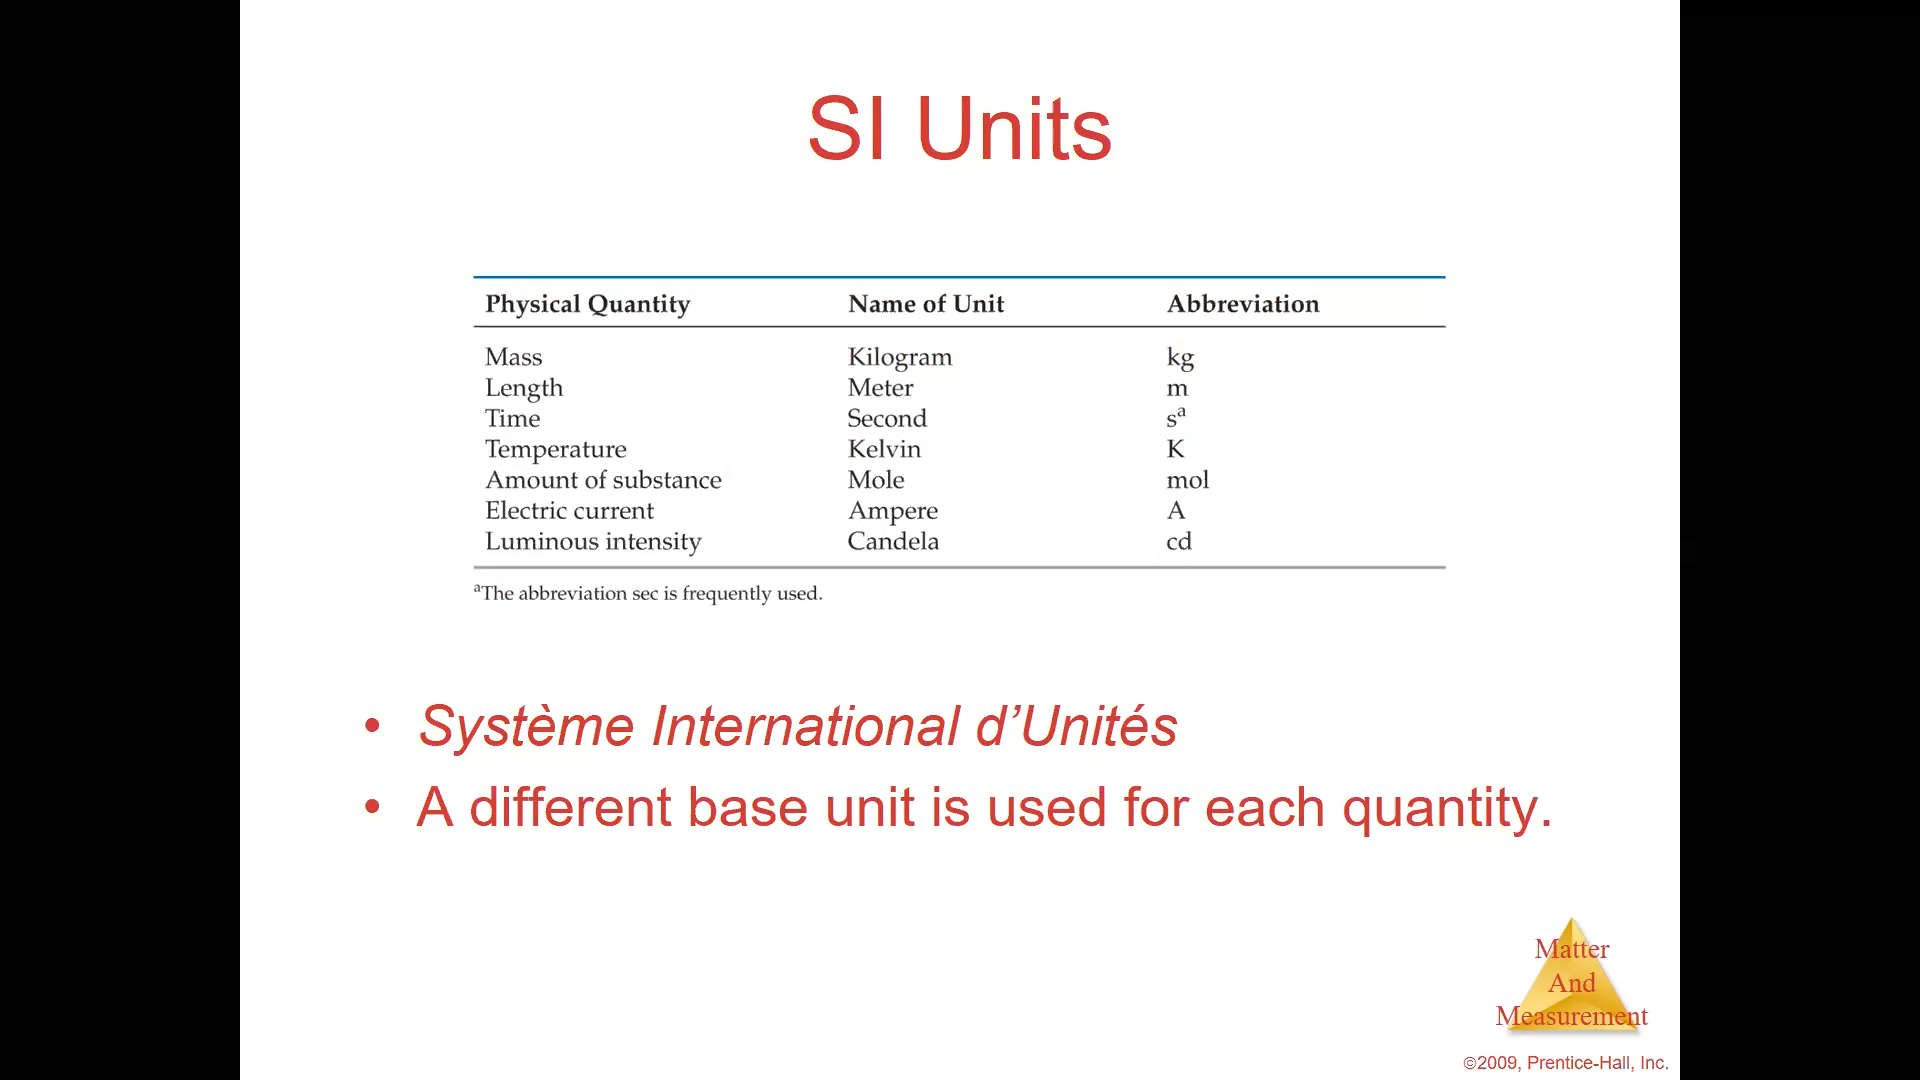 SI Units
Physical Quantity Name of Unit Abbreviation
Mass Kilogram kg
Length Meter m
Time Second sᵃ
Temperature Kelvin K
Amount of substance Mole mol
Electric current Ampere A
Luminous intensity Candela cd
ᵃThe abbreviation sec is frequently used.
• Système International d’Unités
• A different base unit is used for each quantity.
Matter
And
Measurement
©2009, Prentice-Hall, Inc.